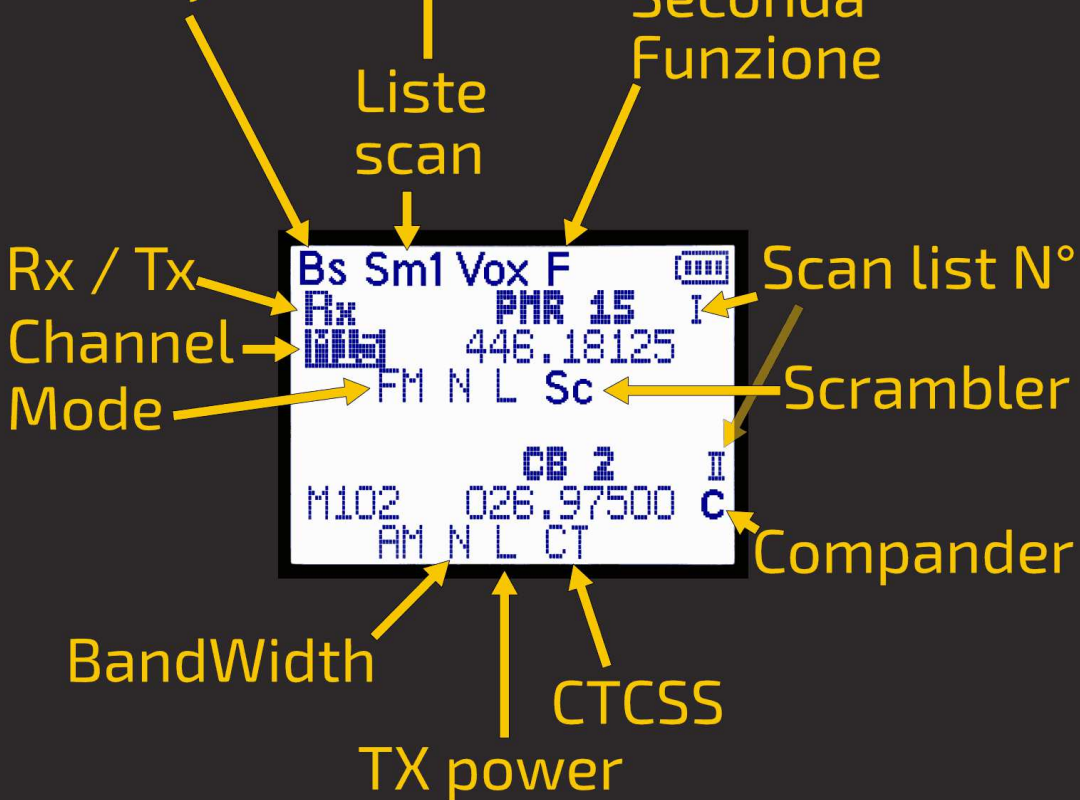 Seconda
Funzione
Liste
scan
Rx / Tx
Channel
Mode
Bs Sm1 Vox F
Rx PMR 15 I
M15 446.18125
FM N L Sc
CB 2 II
M102 026.97500 C
AM N L CT
Scan list N°
Scrambler
Compander
BandWidth
CTCSS
TX power